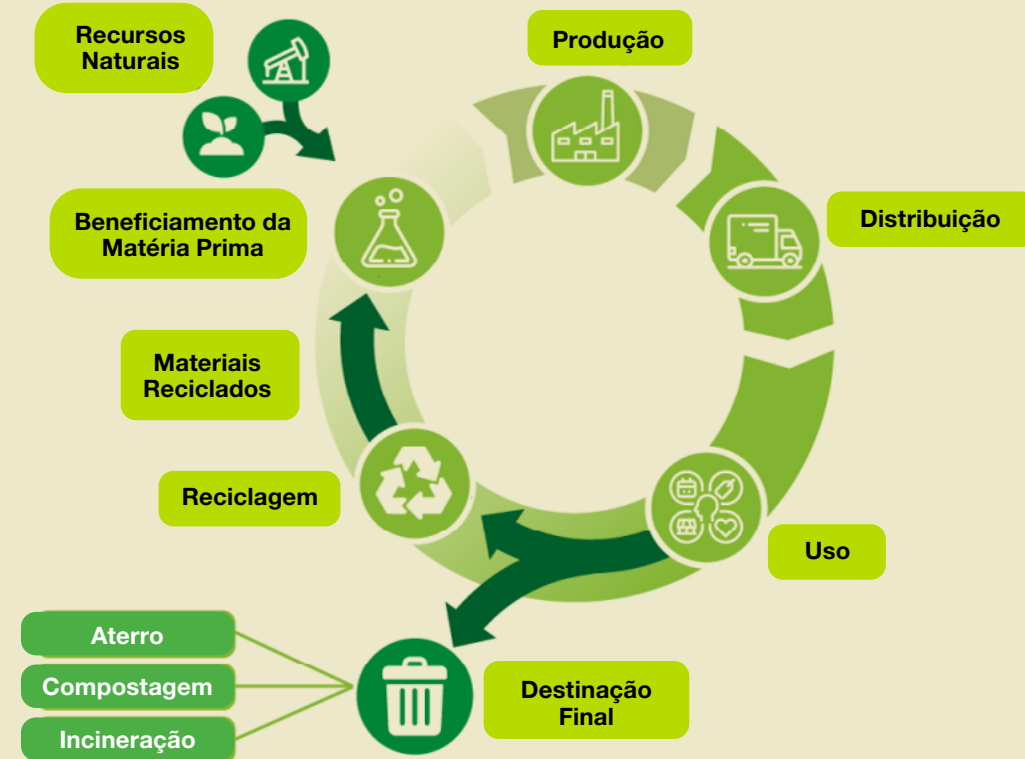 Recursos
Naturais
Produção
Beneficiamento da
Matéria Prima
Distribuição
Materiais
Reciclados
Reciclagem
Uso
Aterro
Compostagem
Incineração
Destinação
Final